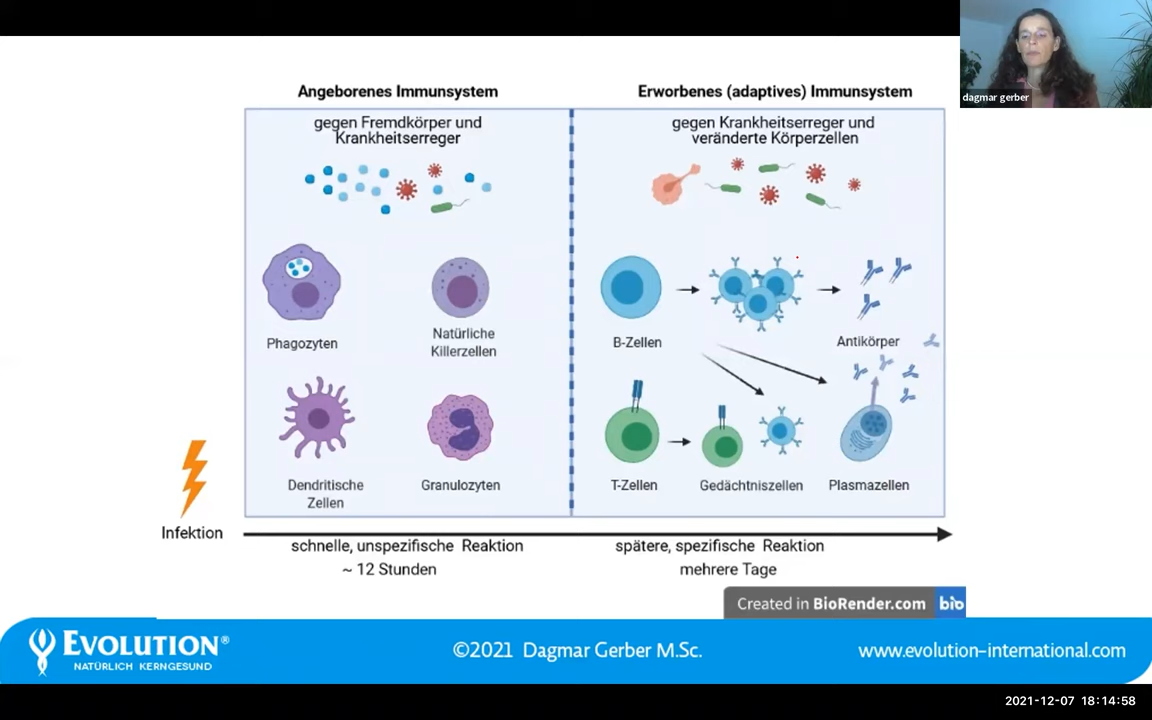 dagmar gerber
Angeborenes Immunsystem
gegen Fremdkörper und
Krankheitserreger
Phagozyten
Natürliche
Killerzellen
Dendritische
Zellen
Granulozyten
Erworbenes (adaptives) Immunsystem
gegen Krankheitserreger und
veränderte Körperzellen
B-Zellen
Antikörper
T-Zellen
Gedächtniszellen
Plasmazellen
Infektion
schnelle, unspezifische Reaktion
~ 12 Stunden
spätere, spezifische Reaktion
mehrere Tage
Created in BioRender.com bio
EVOLUTION®
NATÜRLICH KERNGESUND
©2021 Dagmar Gerber M.Sc.
www.evolution-international.com
2021-12-07 18:14:58